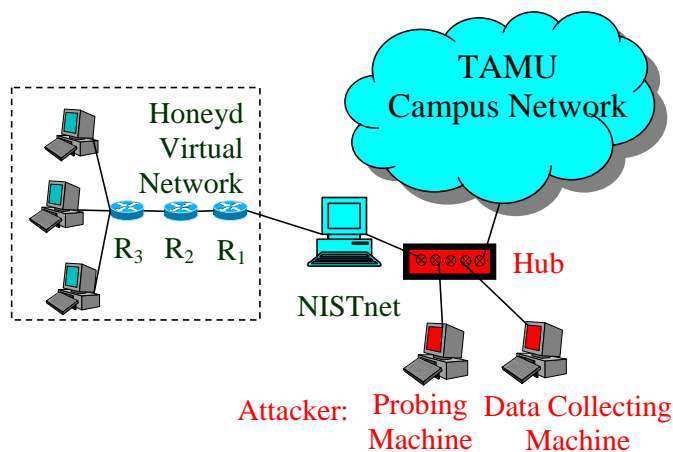 TAMU
Campus Network
Honeyd
Virtual
Network
R3 R2 R1
NISTnet
Hub
Attacker:
Probing
Machine
Data Collecting
Machine